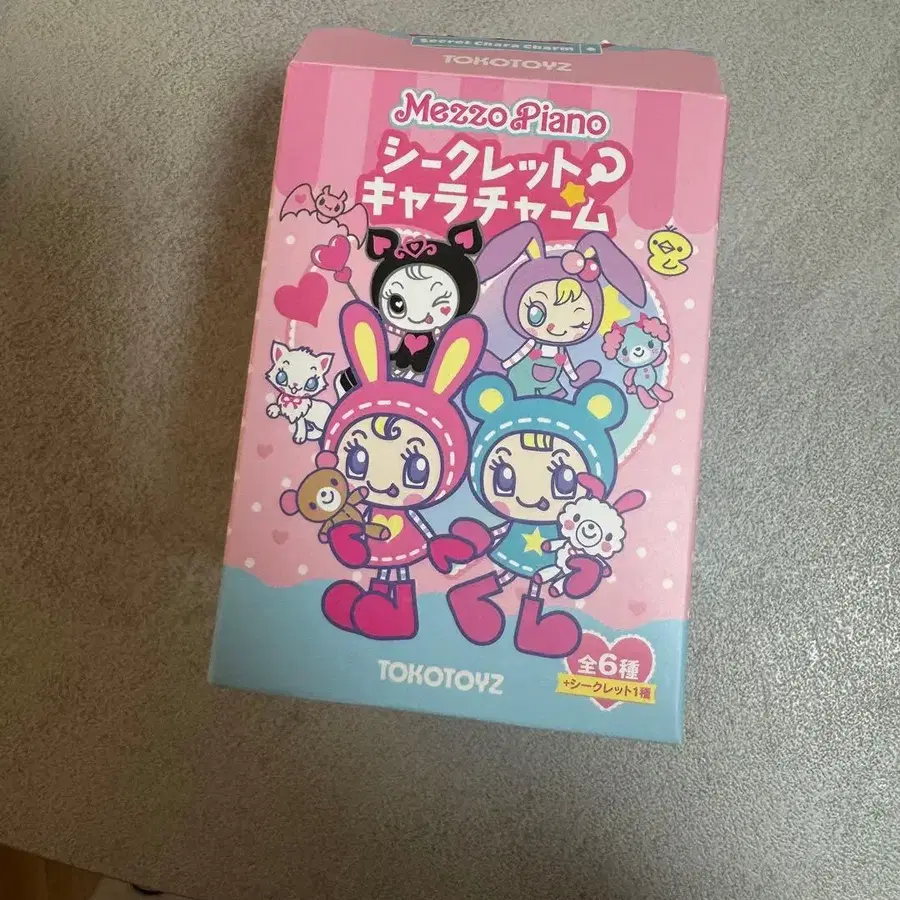 Secret Chara Charm
TOKOTOYZ
Mezzo Piano
シークレット?
キャラチャーム
TOKOTOYZ
全6種
+シークレット1種